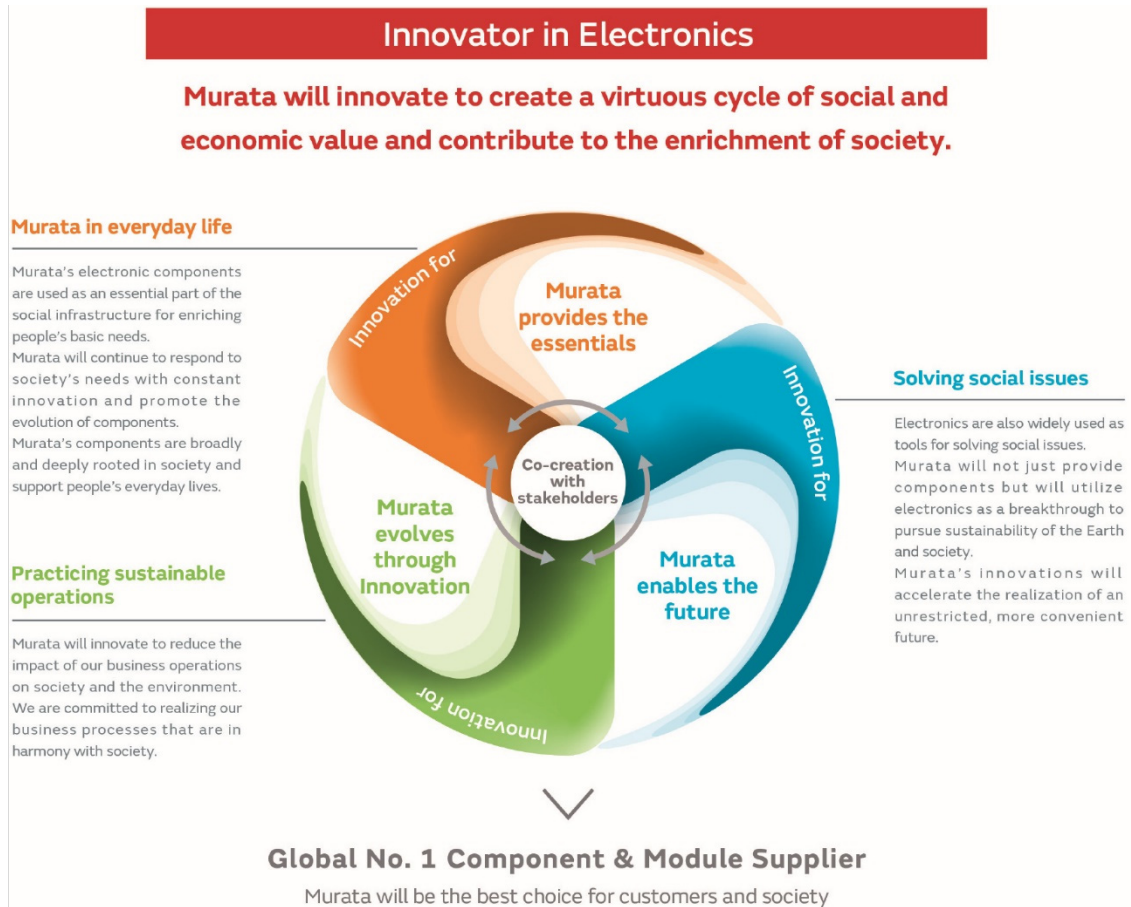 Innovator in Electronics
Murata will innovate to create a virtuous cycle of social and
economic value and contribute to the enrichment of society.
Murata in everyday life
Murata's electronic components
are used as an essential part of the
social infrastructure for enriching
people's basic needs.
Murata will continue to respond to
society's needs with constant
innovation and promote the
evolution of components.
Murata's components are broadly
and deeply rooted in society and
support people's everyday lives.
Practicing sustainable
operations
Murata will innovate to reduce the
impact of our business operations
on society and the environment.
We are committed to realizing our
business processes that are in
harmony with society.
Innovation for
Murata
provides the
essentials
Innovation for
Co-creation
with
stakeholders
Murata
evolves
through
Innovation
Murata
enables the
future
Innovation for
Solving social issues
Electronics are also widely used as
tools for solving social issues.
Murata will not just provide
components but will utilize
electronics as a breakthrough to
pursue sustainability of the Earth
and society.
Murata's innovations will
accelerate the realization of an
unrestricted, more convenient
future.
Global No. 1 Component & Module Supplier
Murata will be the best choice for customers and society